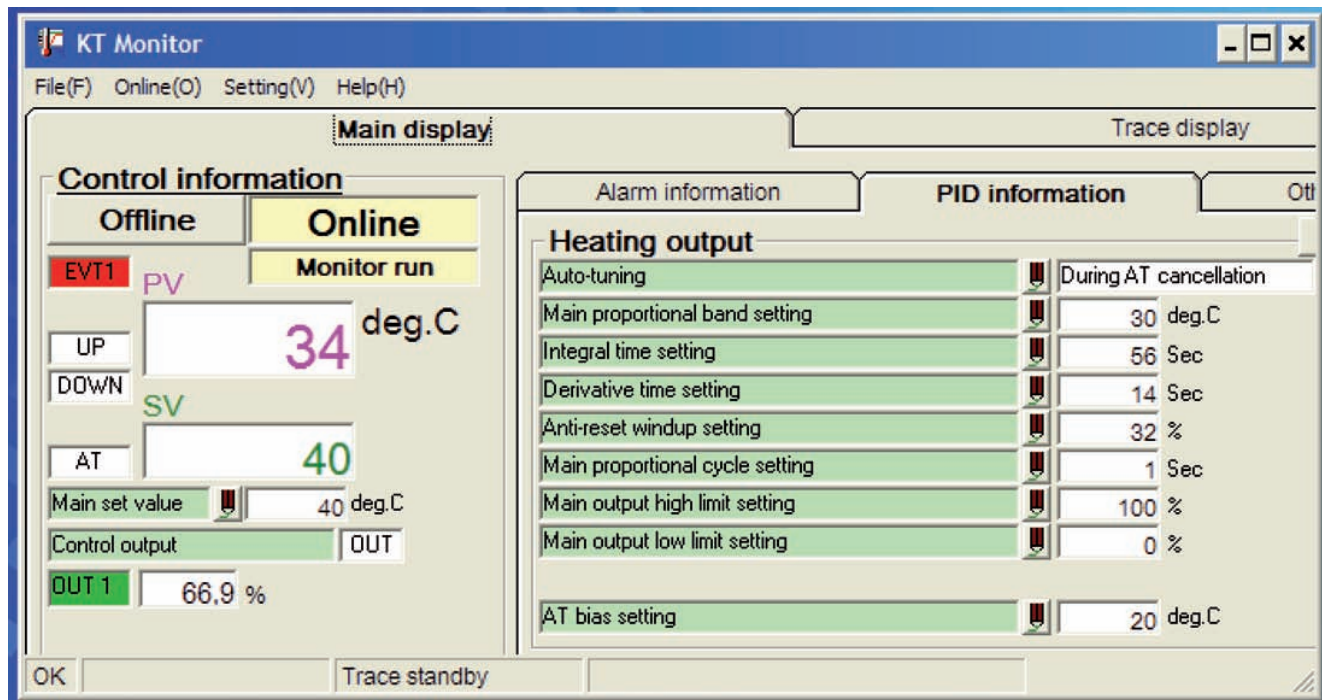 KT Monitor
File(F) Online(O) Setting(V) Help(H)
Main display
Trace display
Control information
Offline
Online
Monitor run
EVT1
PV
34 deg.C
UP
DOWN
SV
AT
40
Main set value 40 deg.C
Control output OUT
OUT 1 66,9 %
Alarm information
PID information
Oth
Heating output
Auto-tuning During AT cancellation
Main proportional band setting 30 deg.C
Integral time setting 56 Sec
Derivative time setting 14 Sec
Anti-reset windup setting 32 %
Main proportional cycle setting 1 Sec
Main output high limit setting 100 %
Main output low limit setting 0 %
AT bias setting 20 deg.C
OK
Trace standby